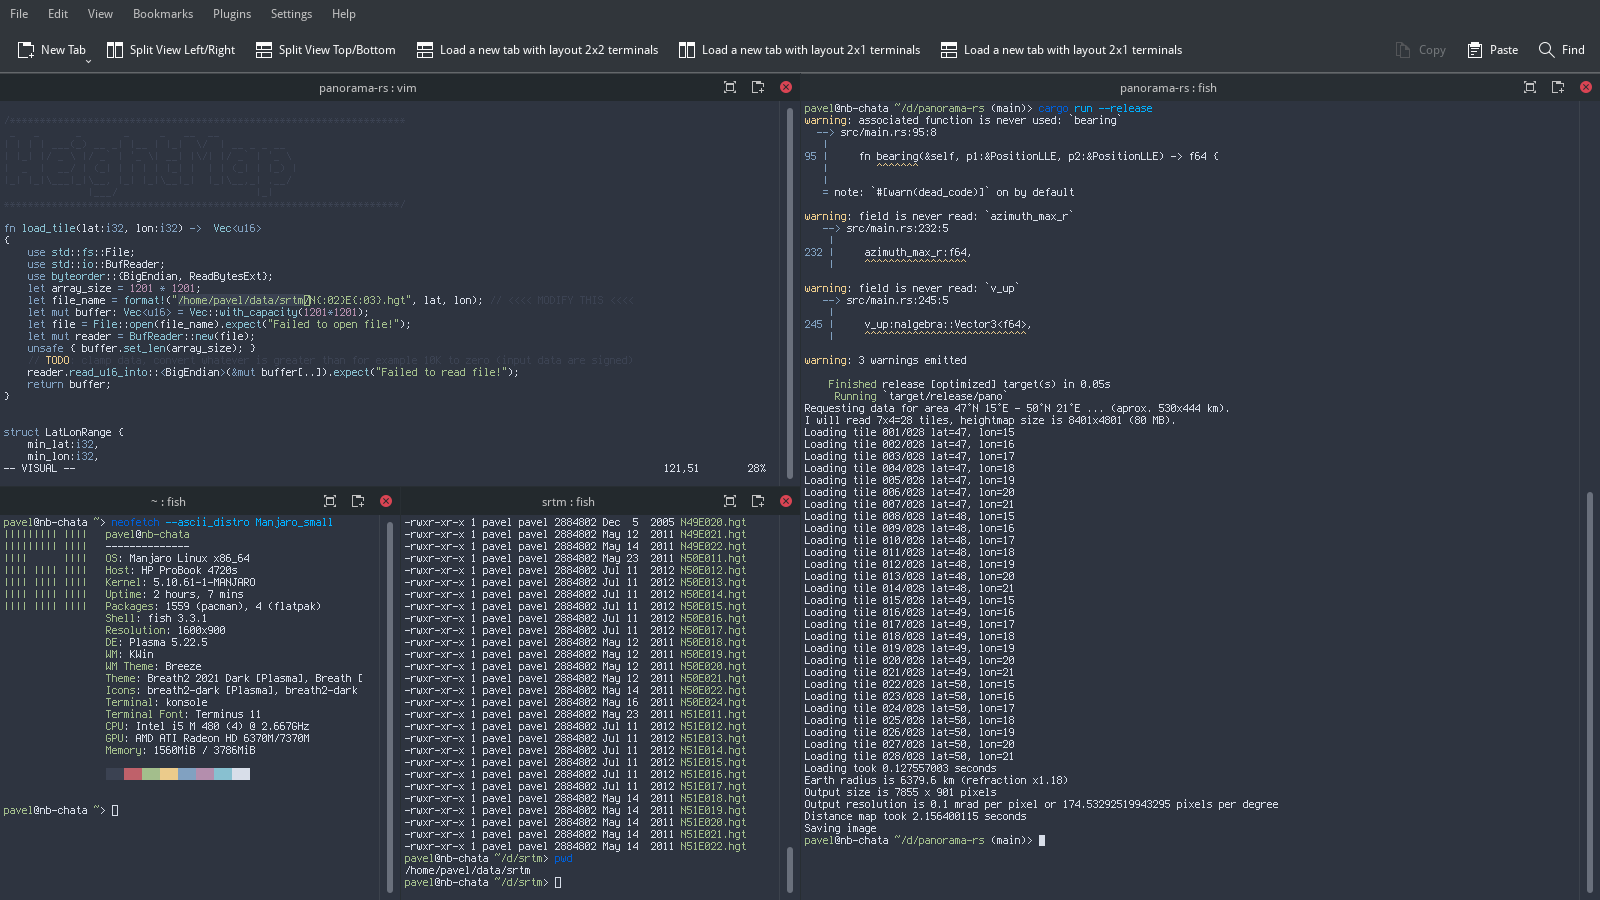 File Edit View Bookmarks Plugins Settings Help
New Tab Split View Left/Right Split View Top/Bottom Load a new tab with layout 2x2 terminals Load a new tab with layout 2x1 terminals Load a new tab with layout 2x1 terminals Copy Paste Find
panorama-rs : vim
fn load_tile(lat:i32, lon:i32) -> Vec<u16>
{
    use std::fs::File;
    use std::io::BufReader;
    use byteorder::{BigEndian, ReadBytesExt};
    let array_size = 1201 * 1201;
    let file_name = format!("/home/pavel/data/srtm/N{:02}E{:03}.hgt", lat, lon); // <<<< MODIFY THIS <<<<
    let mut buffer: Vec<u16> = Vec::with_capacity(1201*1201);
    let file = File::open(file_name).expect("Failed to open file!");
    let mut reader = BufReader::new(file);
    unsafe { buffer.set_len(array_size); }
    // TODO: clamp data, convert whatever is greater than for example 10k to zero (input data are signed)
    reader.read_u16_into::<BigEndian>(&mut buffer[..]).expect("Failed to read file!");
    return buffer;
}
struct LatLonRange {
    min_lat:i32,
    min_lon:i32,
-- VISUAL -- 121,51 28%
~ : fish
pavel@nb-chata ~> neofetch --ascii_distro Manjaro_small
pavel@nb-chata
--------------
OS: Manjaro Linux x86_64
Host: HP ProBook 4720s
Kernel: 5.10.61-1-MANJARO
Uptime: 2 hours, 7 mins
Packages: 1559 (pacman), 4 (flatpak)
Shell: fish 3.3.1
Resolution: 1600x900
DE: Plasma 5.22.5
WM: KWin
WM Theme: Breeze
Theme: Breath2 2021 Dark [Plasma], Breath [
Icons: breath2-dark [Plasma], breath2-dark
Terminal: konsole
Terminal Font: Terminus 11
CPU: Intel i5 M 480 (4) @ 2.667GHz
GPU: AMD ATI Radeon HD 6370M/7370M
Memory: 1560MiB / 3786MiB
pavel@nb-chata ~>
srtm : fish
-rwxr-xr-x 1 pavel pavel 2884802 Dec  5  2005 N49E020.hgt
-rwxr-xr-x 1 pavel pavel 2884802 May 12  2011 N49E021.hgt
-rwxr-xr-x 1 pavel pavel 2884802 May 14  2011 N49E022.hgt
-rwxr-xr-x 1 pavel pavel 2884802 May 23  2011 N50E011.hgt
-rwxr-xr-x 1 pavel pavel 2884802 Jul 11  2012 N50E012.hgt
-rwxr-xr-x 1 pavel pavel 2884802 Jul 11  2012 N50E013.hgt
-rwxr-xr-x 1 pavel pavel 2884802 Jul 11  2012 N50E014.hgt
-rwxr-xr-x 1 pavel pavel 2884802 Jul 11  2012 N50E015.hgt
-rwxr-xr-x 1 pavel pavel 2884802 Jul 11  2012 N50E016.hgt
-rwxr-xr-x 1 pavel pavel 2884802 Jul 11  2012 N50E017.hgt
-rwxr-xr-x 1 pavel pavel 2884802 May 12  2011 N50E018.hgt
-rwxr-xr-x 1 pavel pavel 2884802 May 12  2011 N50E019.hgt
-rwxr-xr-x 1 pavel pavel 2884802 May 12  2011 N50E020.hgt
-rwxr-xr-x 1 pavel pavel 2884802 May 12  2011 N50E021.hgt
-rwxr-xr-x 1 pavel pavel 2884802 May 14  2011 N50E022.hgt
-rwxr-xr-x 1 pavel pavel 2884802 May 16  2011 N50E024.hgt
-rwxr-xr-x 1 pavel pavel 2884802 May 23  2011 N51E011.hgt
-rwxr-xr-x 1 pavel pavel 2884802 Jul 11  2012 N51E012.hgt
-rwxr-xr-x 1 pavel pavel 2884802 Jul 11  2012 N51E013.hgt
-rwxr-xr-x 1 pavel pavel 2884802 Jul 11  2012 N51E014.hgt
-rwxr-xr-x 1 pavel pavel 2884802 Jul 11  2012 N51E015.hgt
-rwxr-xr-x 1 pavel pavel 2884802 Jul 11  2012 N51E016.hgt
-rwxr-xr-x 1 pavel pavel 2884802 Jul 11  2012 N51E017.hgt
-rwxr-xr-x 1 pavel pavel 2884802 May 14  2011 N51E018.hgt
-rwxr-xr-x 1 pavel pavel 2884802 May 14  2011 N51E019.hgt
-rwxr-xr-x 1 pavel pavel 2884802 May 14  2011 N51E020.hgt
-rwxr-xr-x 1 pavel pavel 2884802 May 14  2011 N51E021.hgt
-rwxr-xr-x 1 pavel pavel 2884802 May 14  2011 N51E022.hgt
pavel@nb-chata ~/d/srtm> pwd
/home/pavel/data/srtm
pavel@nb-chata ~/d/srtm>
panorama-rs : fish
pavel@nb-chata ~/d/panorama-rs (main)> cargo run --release
warning: associated function is never used: `bearing`
  --> src/main.rs:95:8
   |
95 |     fn bearing(&self, p1:&PositionLLE, p2:&PositionLLE) -> f64 {
   |        ^^^^^^^
   |
   = note: `#[warn(dead_code)]` on by default
warning: field is never read: `azimuth_max_r`
   --> src/main.rs:232:5
    |
232 |     azimuth_max_r:f64,
    |     ^^^^^^^^^^^^^^^^^
warning: field is never read: `v_up`
   --> src/main.rs:245:5
    |
245 |     v_up:nalgebra::Vector3<f64>,
    |     ^^^^^^^^^^^^^^^^^^^^^^^^^^^
warning: 3 warnings emitted
    Finished release [optimized] target(s) in 0.05s
     Running `target/release/pano`
Requesting data for area 47°N 15°E - 50°N 21°E ... (aprox. 530x444 km).
I will read 7x4=28 tiles, heightmap size is 8401x4801 (80 MB).
Loading tile 001/028 lat=47, lon=15
Loading tile 002/028 lat=47, lon=16
Loading tile 003/028 lat=47, lon=17
Loading tile 004/028 lat=47, lon=18
Loading tile 005/028 lat=47, lon=19
Loading tile 006/028 lat=47, lon=20
Loading tile 007/028 lat=47, lon=21
Loading tile 008/028 lat=48, lon=15
Loading tile 009/028 lat=48, lon=16
Loading tile 010/028 lat=48, lon=17
Loading tile 011/028 lat=48, lon=18
Loading tile 012/028 lat=48, lon=19
Loading tile 013/028 lat=48, lon=20
Loading tile 014/028 lat=48, lon=21
Loading tile 015/028 lat=49, lon=15
Loading tile 016/028 lat=49, lon=16
Loading tile 017/028 lat=49, lon=17
Loading tile 018/028 lat=49, lon=18
Loading tile 019/028 lat=49, lon=19
Loading tile 020/028 lat=49, lon=20
Loading tile 021/028 lat=49, lon=21
Loading tile 022/028 lat=50, lon=15
Loading tile 023/028 lat=50, lon=16
Loading tile 024/028 lat=50, lon=17
Loading tile 025/028 lat=50, lon=18
Loading tile 026/028 lat=50, lon=19
Loading tile 027/028 lat=50, lon=20
Loading tile 028/028 lat=50, lon=21
Loading took 0.127557003 seconds
Earth radius is 6379.6 km (refraction x1.18)
Output size is 7855 x 901 pixels
Output resolution is 0.1 mrad per pixel or 174.53292519943295 pixels per degree
Distance map took 2.156400115 seconds
Saving image
pavel@nb-chata ~/d/panorama-rs (main)>